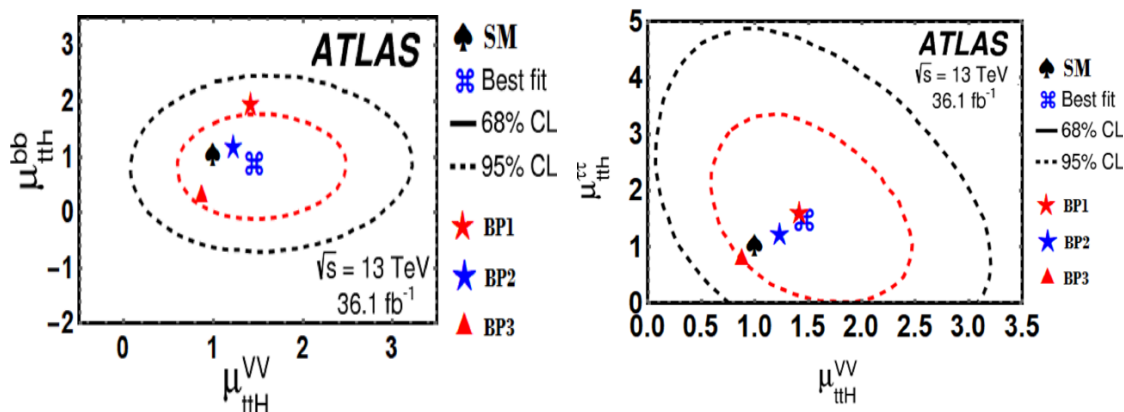 ATLAS
√s = 13 TeV
36.1 fb⁻¹
3
2
1
0
−1
−2
0
1
2
3
μ^bb_ttH
μ^VV_ttH
SM
Best fit
68% CL
95% CL
BP1
BP2
BP3
ATLAS
√s = 13 TeV
36.1 fb⁻¹
5
4
3
2
1
0
0.0
0.5
1.0
1.5
2.0
2.5
3.0
3.5
μ^ττ_ttH
μ^VV_ttH
SM
Best fit
68% CL
95% CL
BP1
BP2
BP3